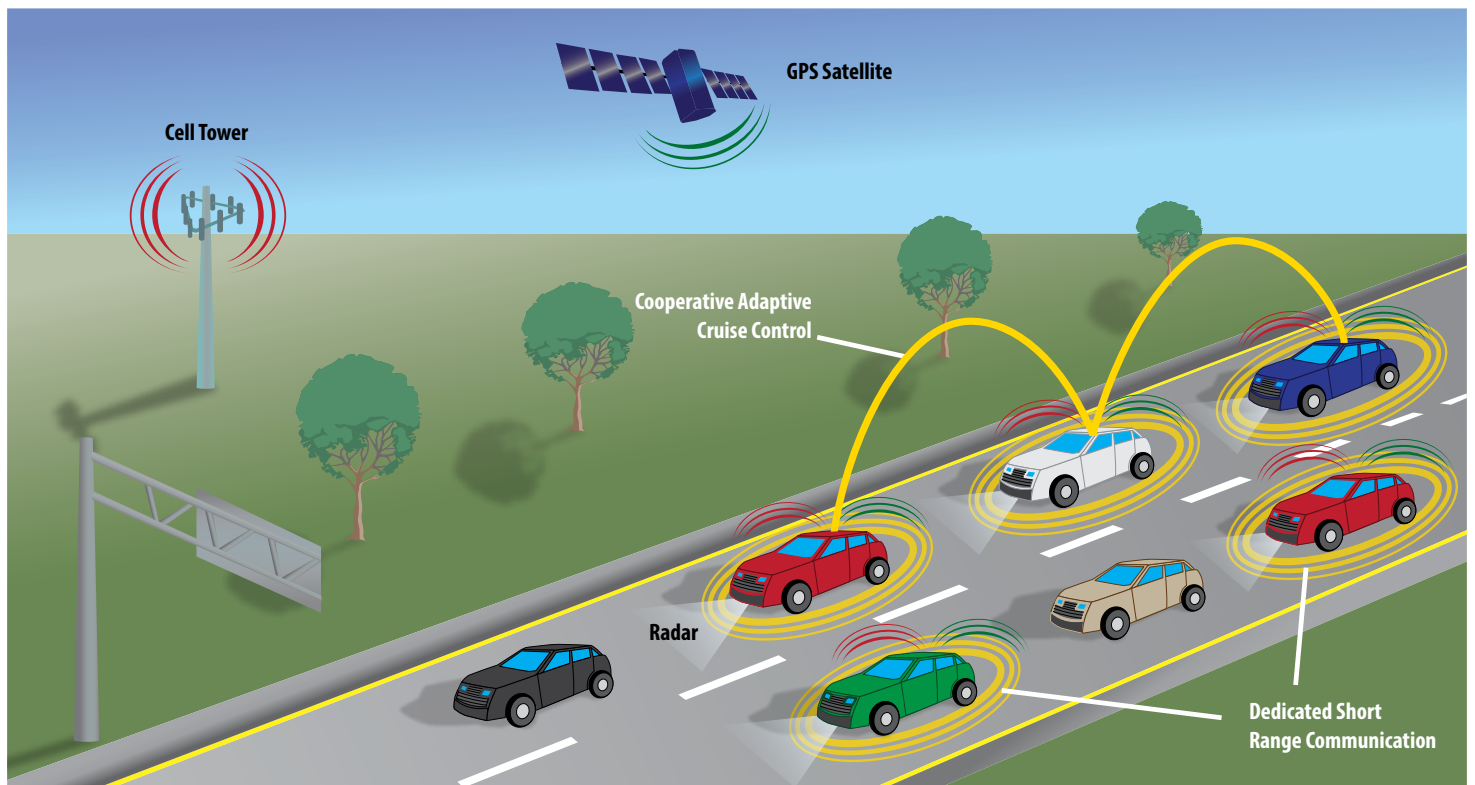 GPS Satellite
Cell Tower
Cooperative Adaptive
Cruise Control
Radar
Dedicated Short
Range Communication